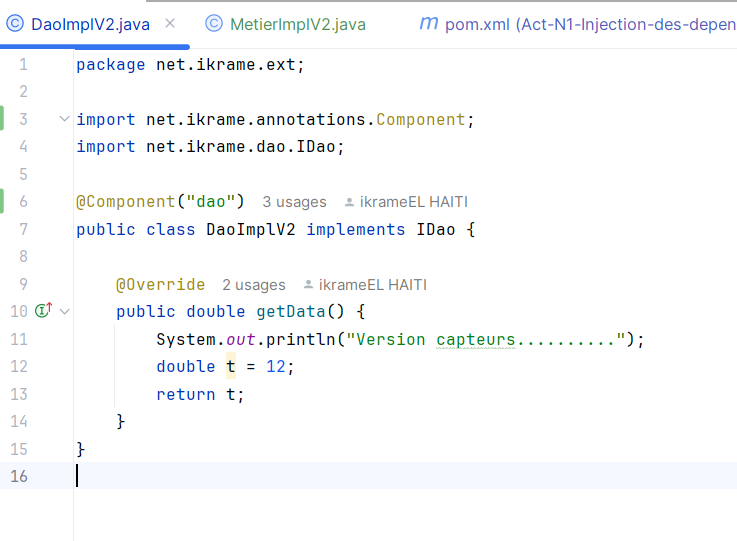 DaoImplV2.java
MetierImplV2.java
pom.xml (Act-N1-Injection-des-depen
1 package net.ikrame.ext;
2
3 import net.ikrame.annotations.Component;
4 import net.ikrame.dao.IDao;
5
6 @Component("dao") 3 usages ikrameEL HAITI
7 public class DaoImplV2 implements IDao {
8
9 @Override 2 usages ikrameEL HAITI
10 public double getData() {
11 System.out.println("Version capteurs..........");
12 double t = 12;
13 return t;
14 }
15 }
16